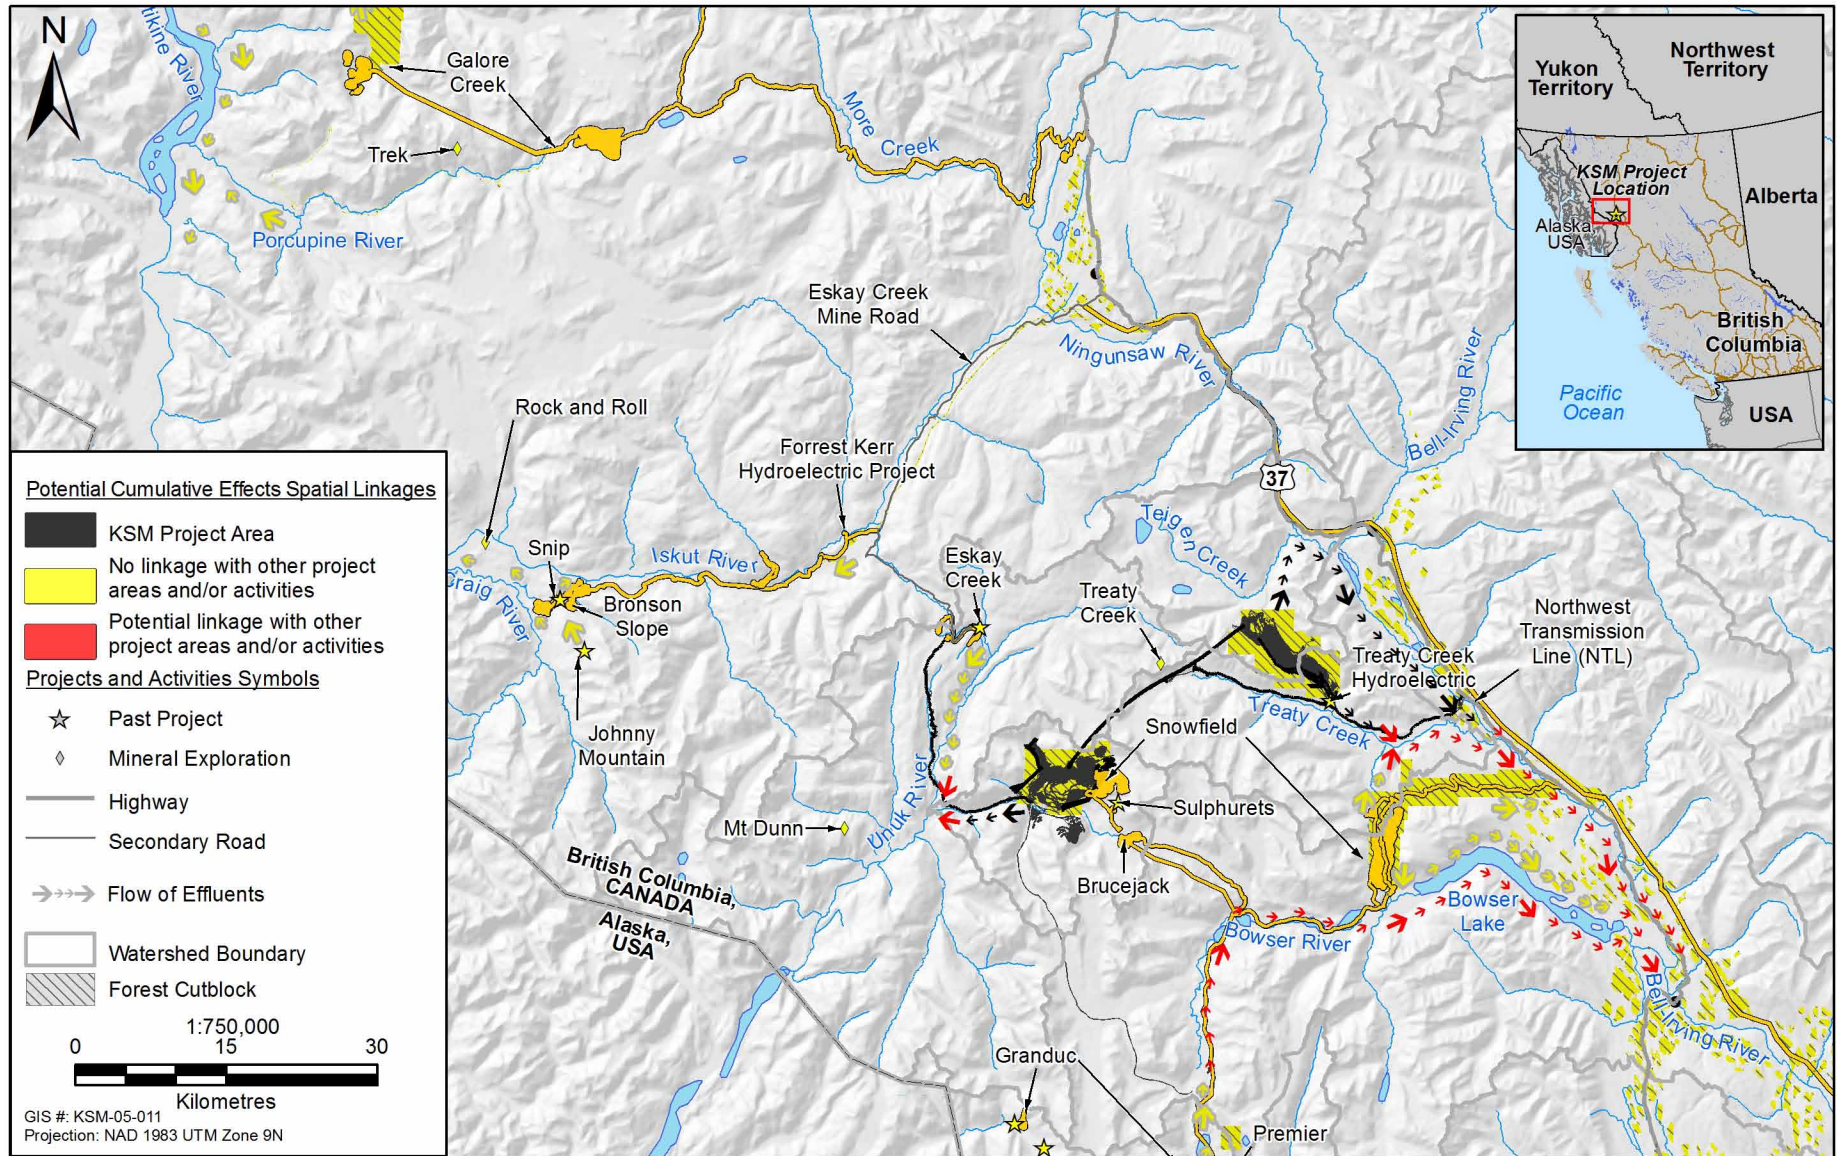 N
tikine River
Galore
Creek
Trek
More
Creek
Porcupine River
Eskay Creek
Mine Road
Ningunsaw River
Bell-Irving River
Rock and Roll
Forrest Kerr
Hydroelectric Project
37
Teigen Creek
Snip
Iskut River
Eskay
Creek
Craig River
Bronson
Slope
Treaty
Creek
Northwest
Transmission
Line (NTL)
Treaty Creek
Hydroelectric
Treaty Creek
Johnny
Mountain
Snowfield
Unuk River
Sulphurets
Mt Dunn
British Columbia,
CANADA
Alaska,
USA
Brucejack
Bowser
Lake
Bowser River
Bell-Irving River
Granduc
Premier
Yukon
Territory
Northwest
Territory
KSM Project
Location
Alberta
Alaska
USA
British
Columbia
Pacific
Ocean
USA
Potential Cumulative Effects Spatial Linkages
KSM Project Area
No linkage with other project
areas and/or activities
Potential linkage with other
project areas and/or activities
Projects and Activities Symbols
Past Project
Mineral Exploration
Highway
Secondary Road
Flow of Effluents
Watershed Boundary
Forest Cutblock
1:750,000
0 15 30
Kilometres
GIS #: KSM-05-011
Projection: NAD 1983 UTM Zone 9N